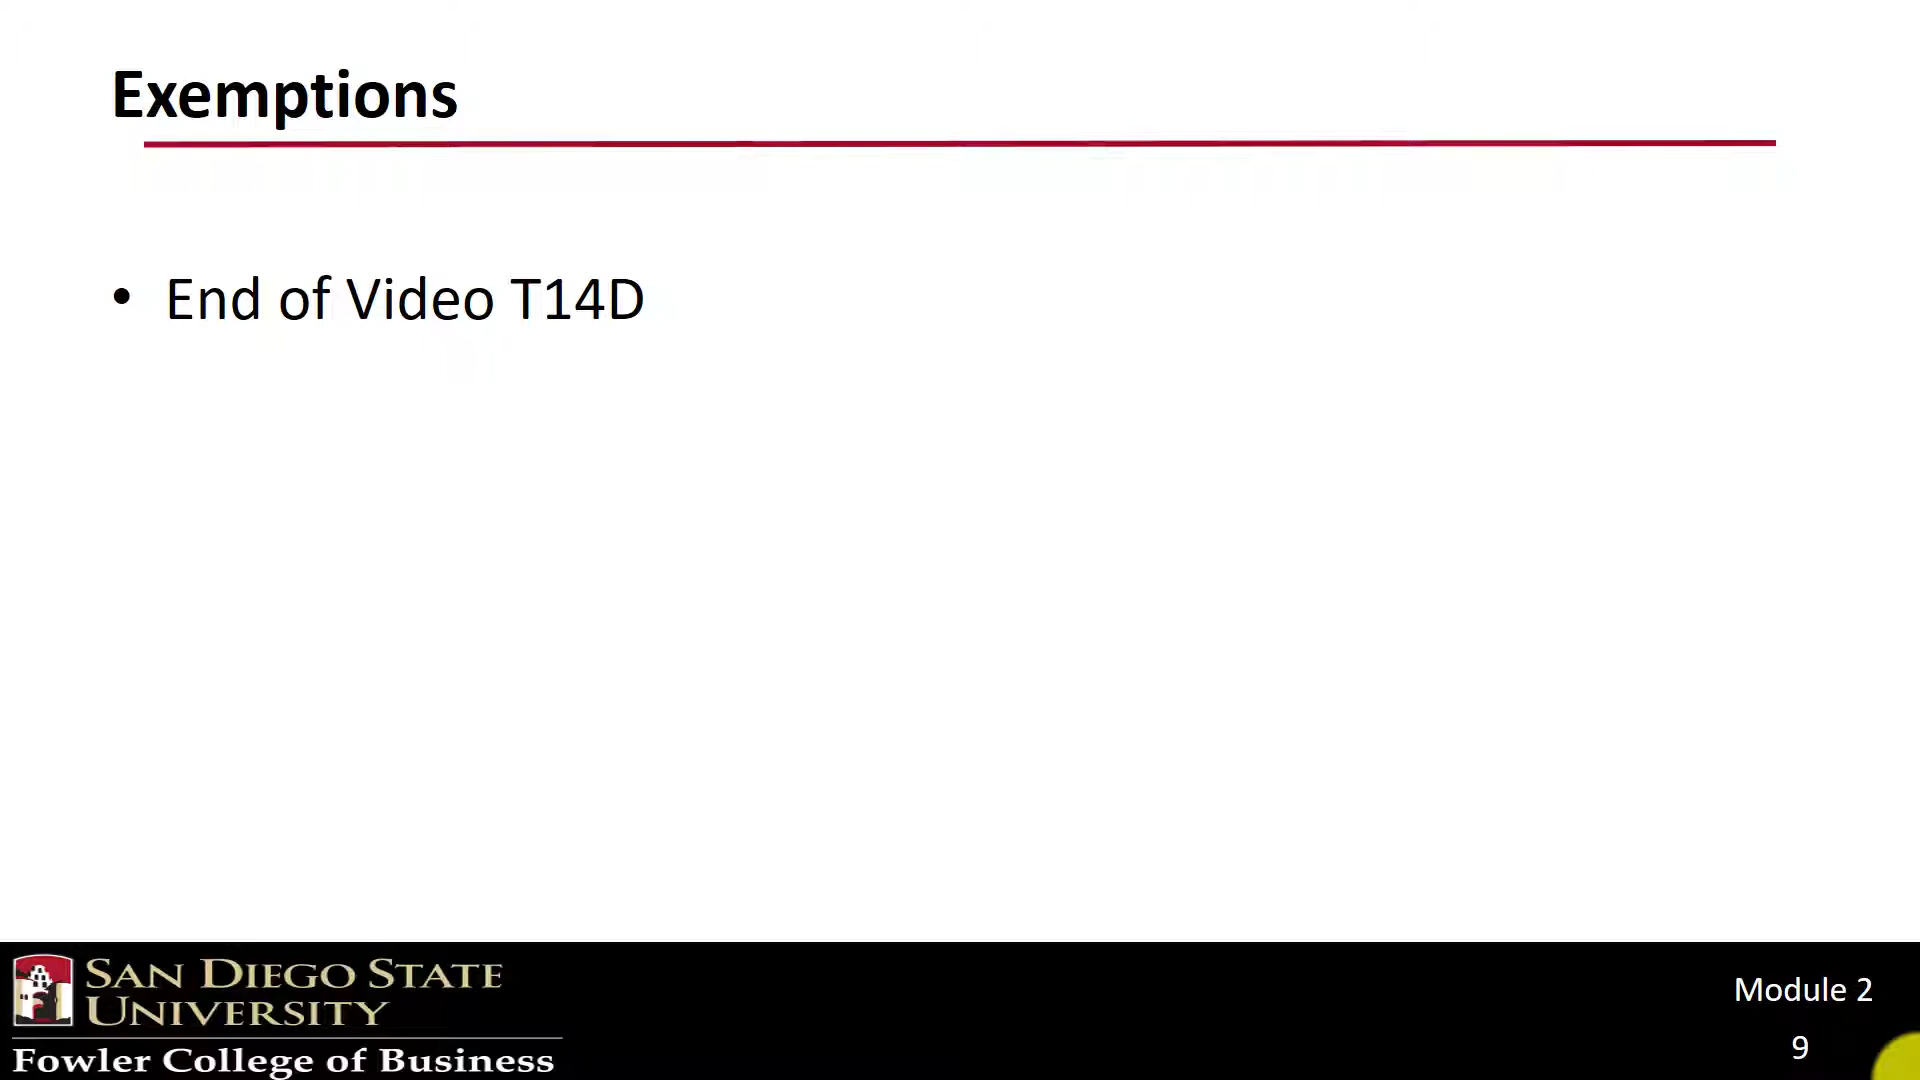 Exemptions
• End of Video T14D
SAN DIEGO STATE
UNIVERSITY
Fowler College of Business
Module 2
9